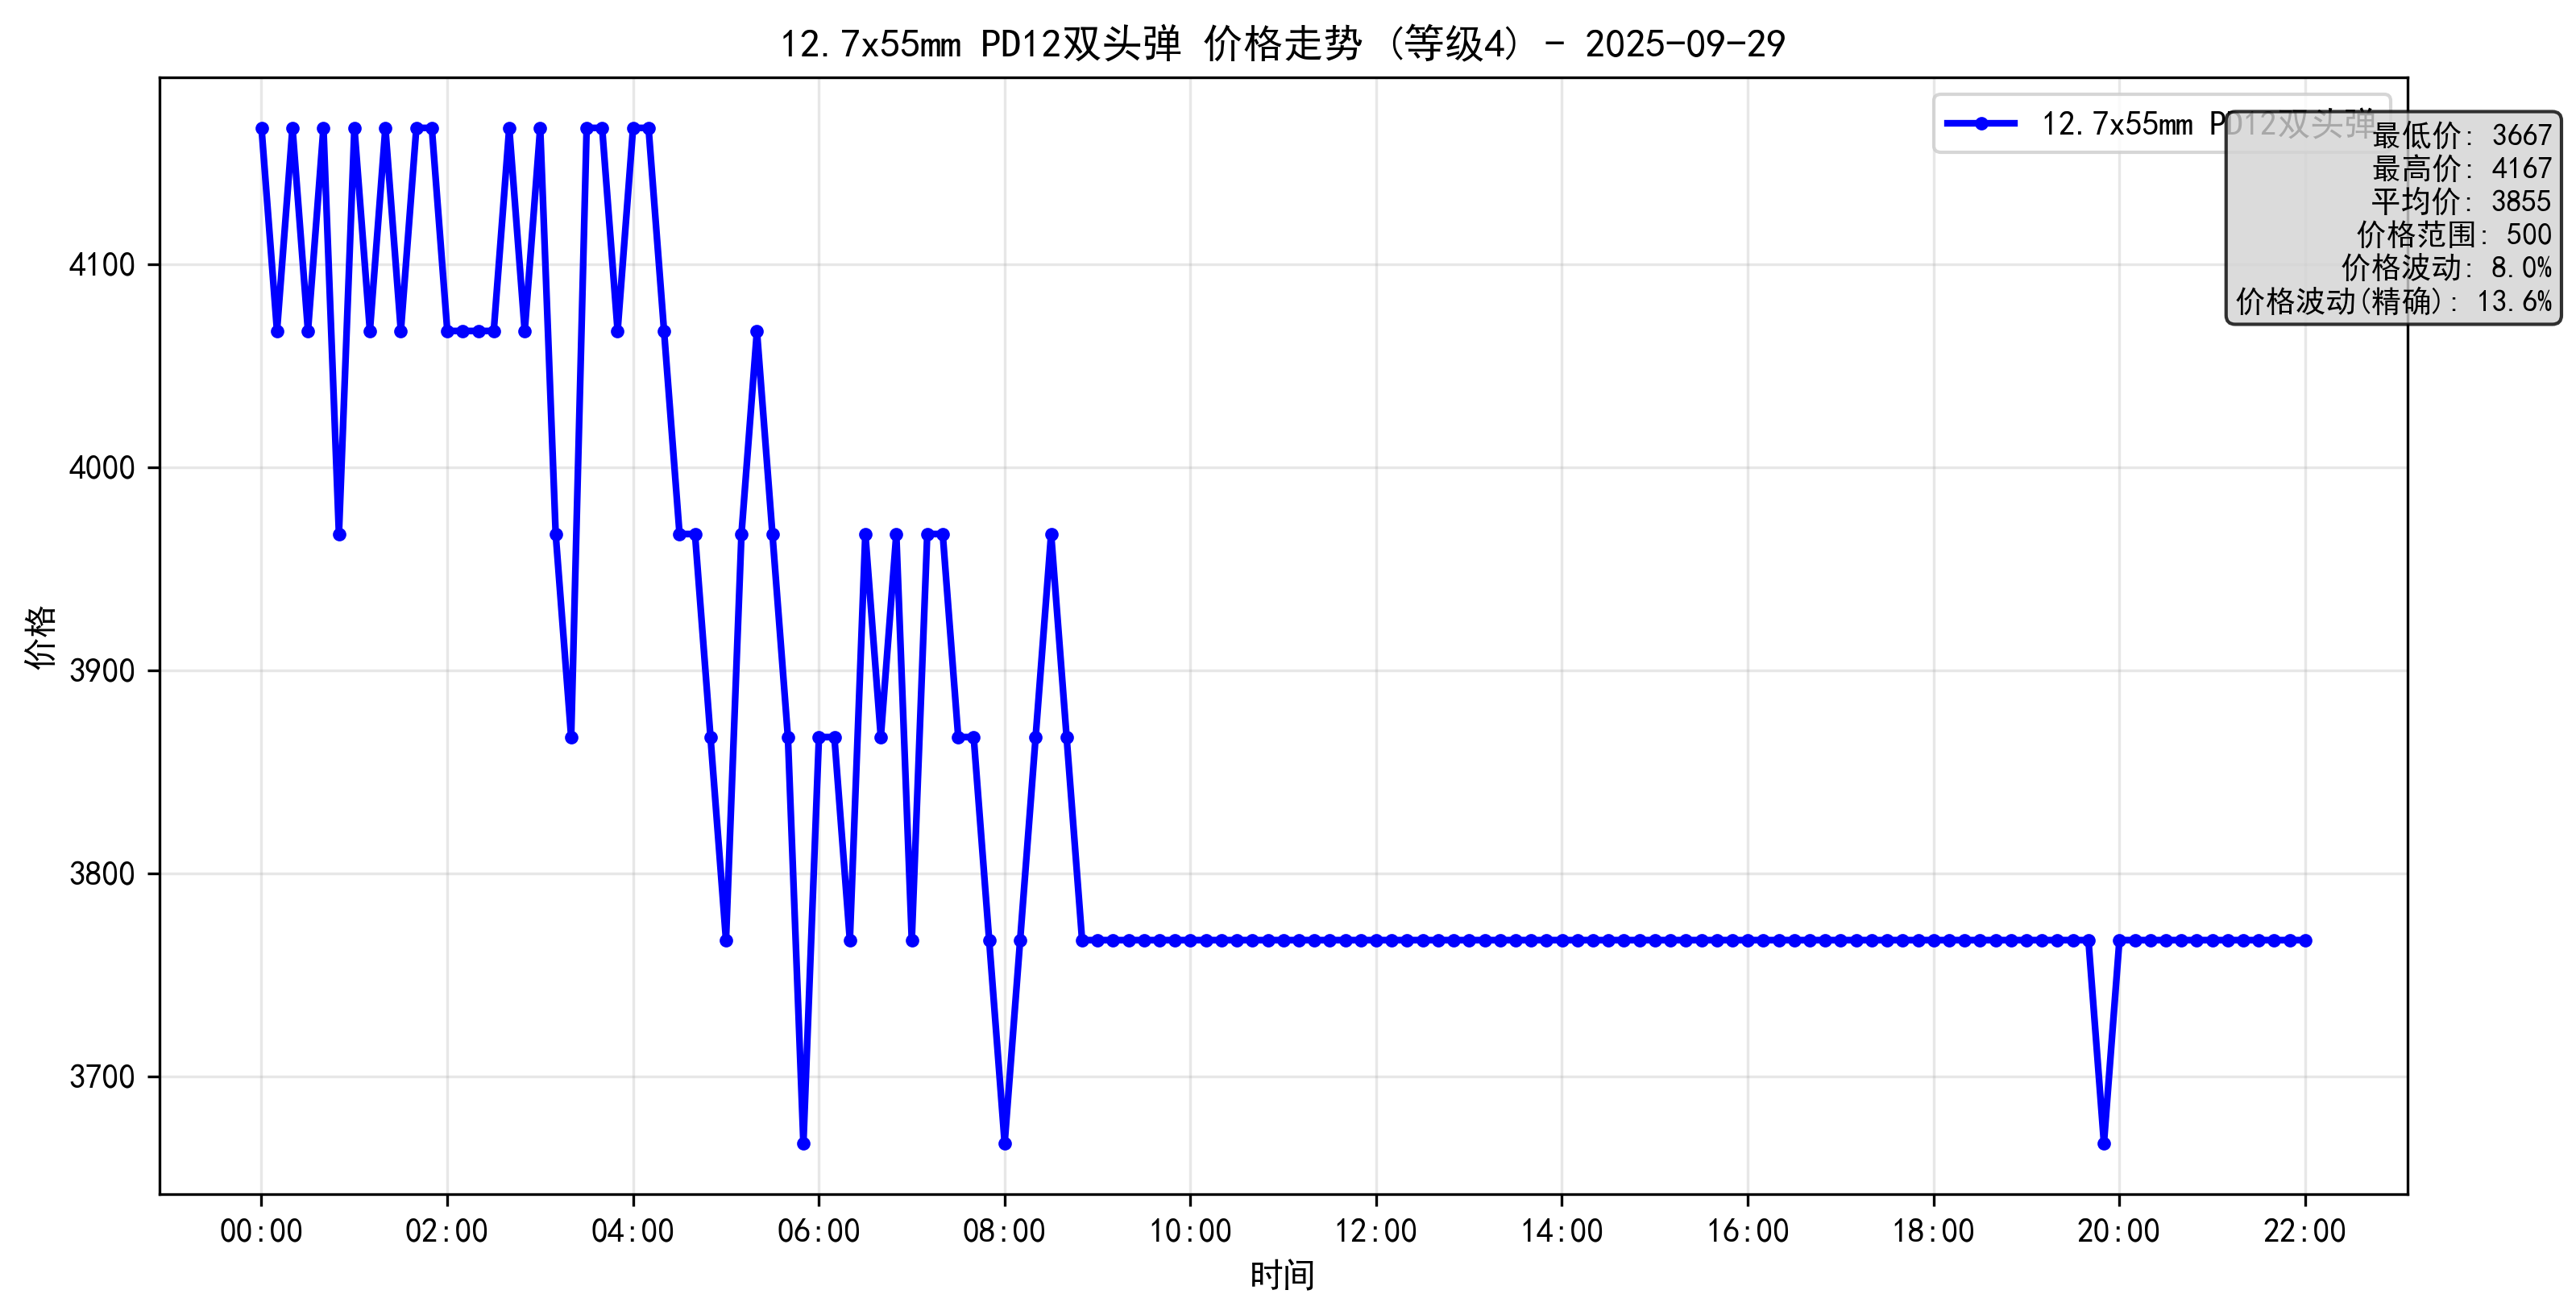 12.7x55mm PD12双头弹 价格走势 (等级4) - 2025-09-29
12.7x55mm PD12双头弹
最低价: 3667
最高价: 4167
平均价: 3855
价格范围: 500
价格波动: 8.0%
价格波动(精确): 13.6%
价格
4100
4000
3900
3800
3700
00:00 02:00 04:00 06:00 08:00 10:00 12:00 14:00 16:00 18:00 20:00 22:00
时间